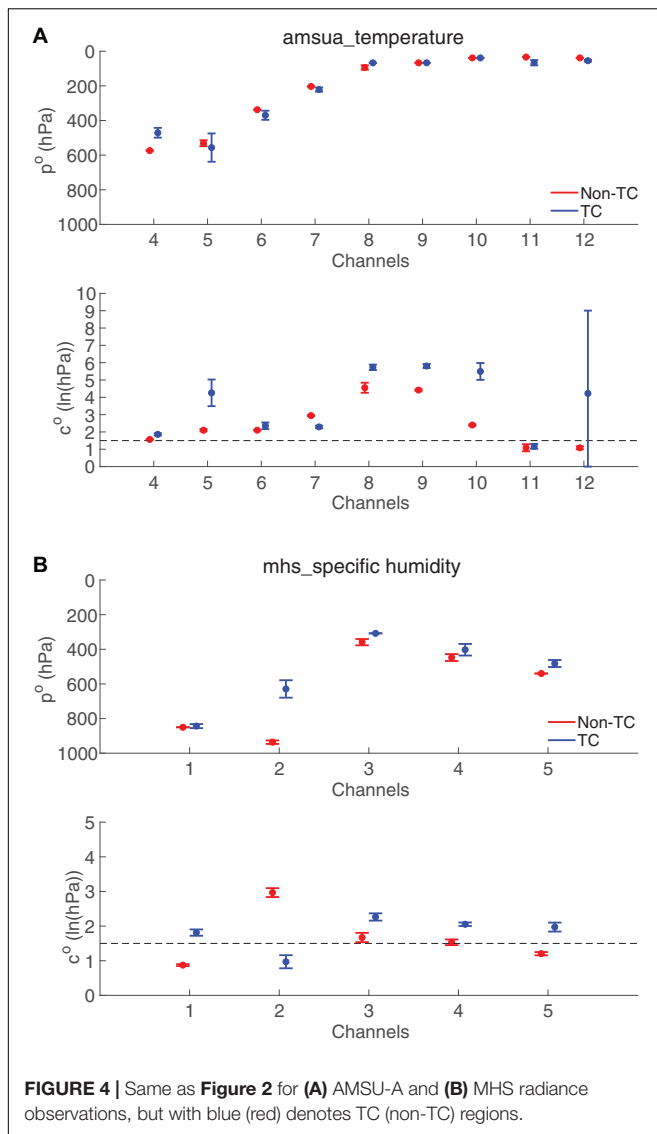 A
amsua_temperature
0
200
400
600
800
1000
p° (hPa)
Non-TC
TC
4 5 6 7 8 9 10 11 12
Channels
10
9
8
7
6
5
4
3
2
1
0
c° (ln(hPa))
4 5 6 7 8 9 10 11 12
Channels
B
mhs_specific humidity
0
200
400
600
800
1000
p° (hPa)
Non-TC
TC
1 2 3 4 5
Channels
5
4
3
2
1
0
c° (ln(hPa))
1 2 3 4 5
Channels
FIGURE 4 | Same as Figure 2 for (A) AMSU-A and (B) MHS radiance
observations, but with blue (red) denotes TC (non-TC) regions.